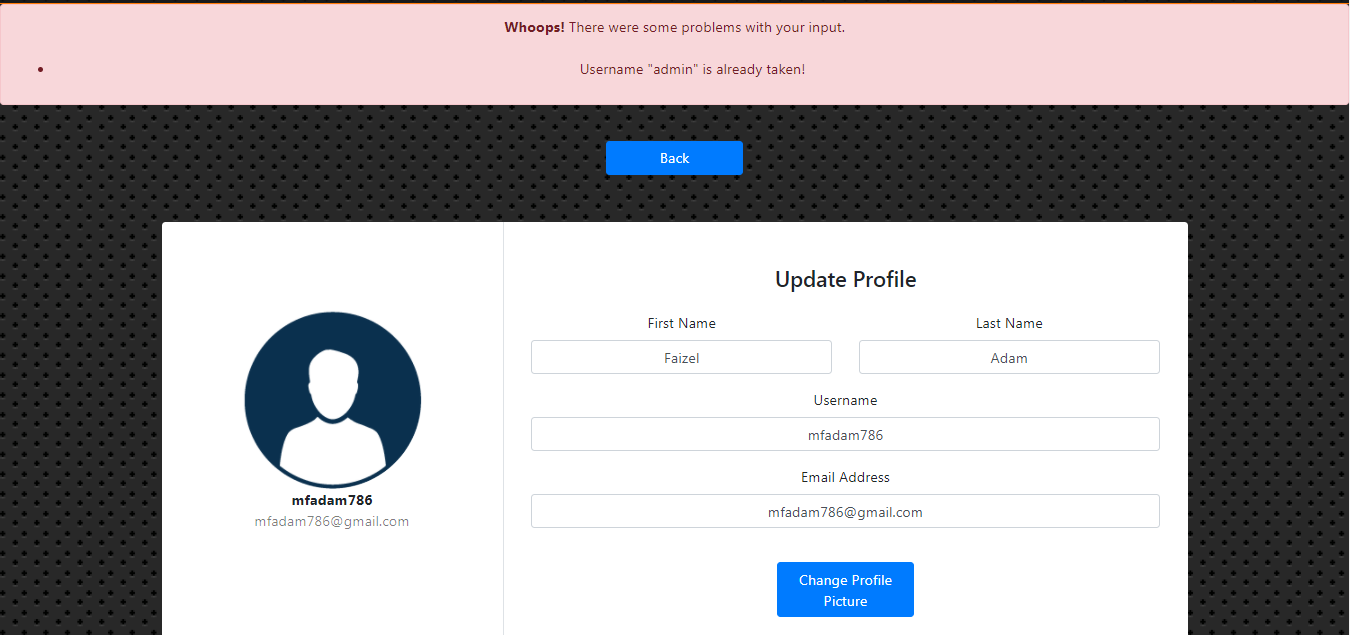 Whoops! There were some problems with your input.
Username "admin" is already taken!
Back
Update Profile
First Name
Last Name
Faizel
Adam
Username
mfadam786
Email Address
mfadam786@gmail.com
mfadam786
mfadam786@gmail.com
Change Profile
Picture